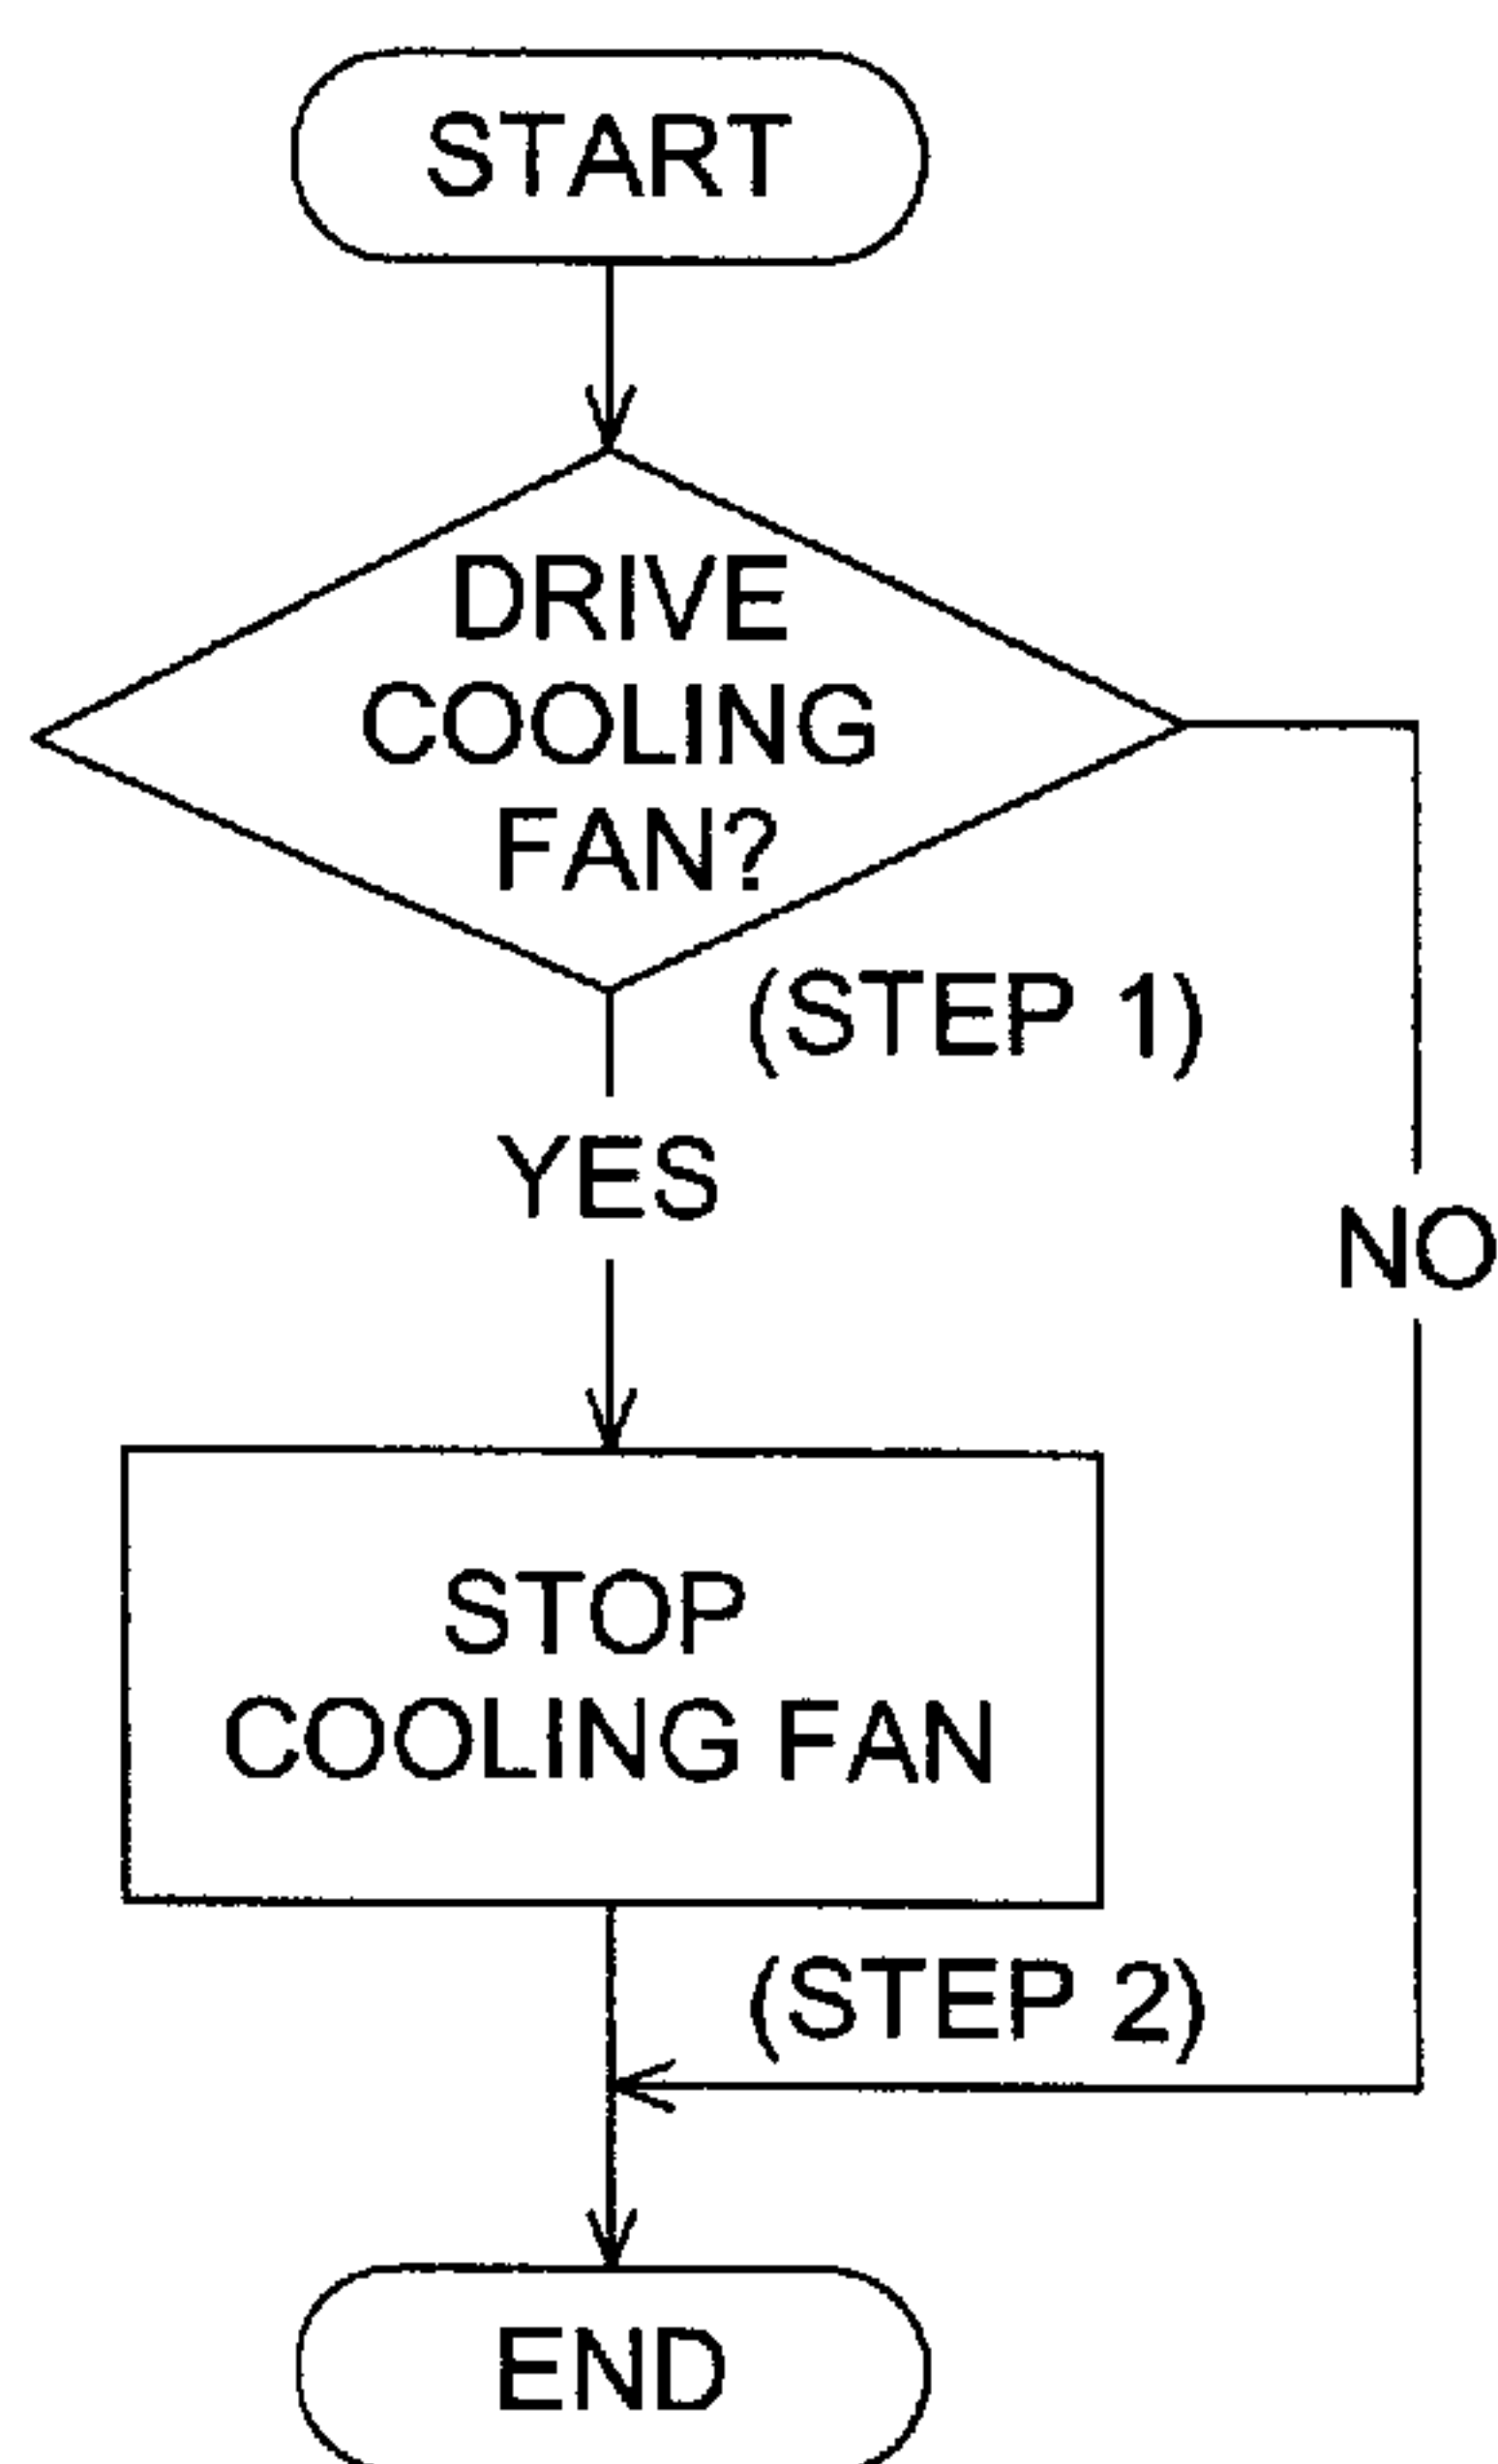 START
DRIVE
COOLING
FAN?
(STEP 1)
YES
NO
STOP
COOLING FAN
(STEP 2)
END